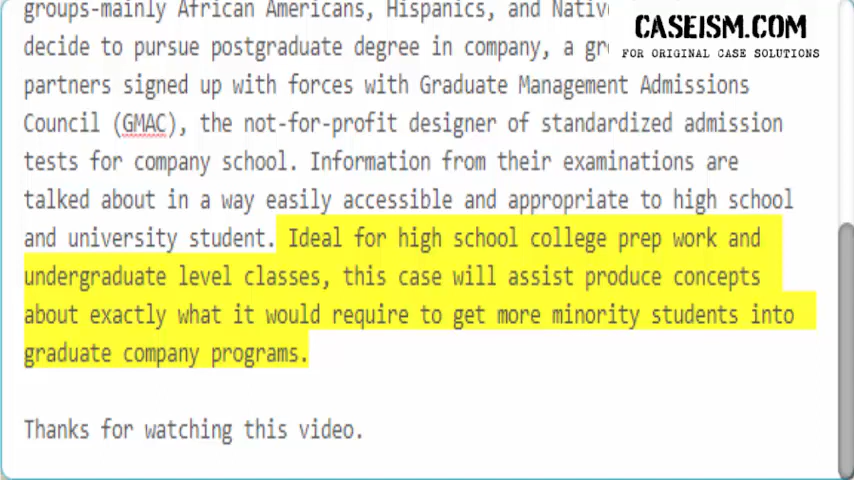 groups-mainly African Americans, Hispanics, and Native
CASEISM.COM
FOR ORIGINAL CASE SOLUTIONS
decide to pursue postgraduate degree in company, a
partners signed up with forces with Graduate Management Admissions
Council (GMAC), the not-for-profit designer of standardized admission
tests for company school. Information from their examinations are
talked about in a way easily accessible and appropriate to high school
and university student. Ideal for high school college prep work and
undergraduate level classes, this case will assist produce concepts
about exactly what it would require to get more minority students into
graduate company programs.
Thanks for watching this video.